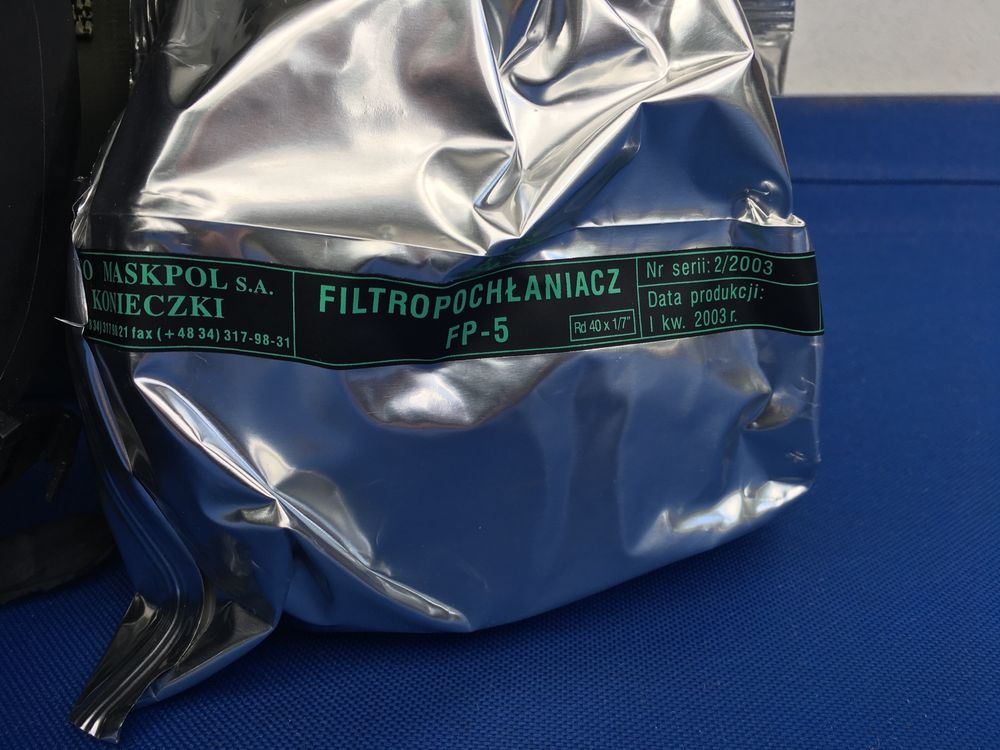 O MASKPOL S.A.
KONIECZKI
fax (+48 34) 317-98-31
FILTROPOCHŁANIACZ
FP-5
Rd 40 x 1/7"
Nr serii: 2/2003
Data produkcji:
I kw. 2003 r.